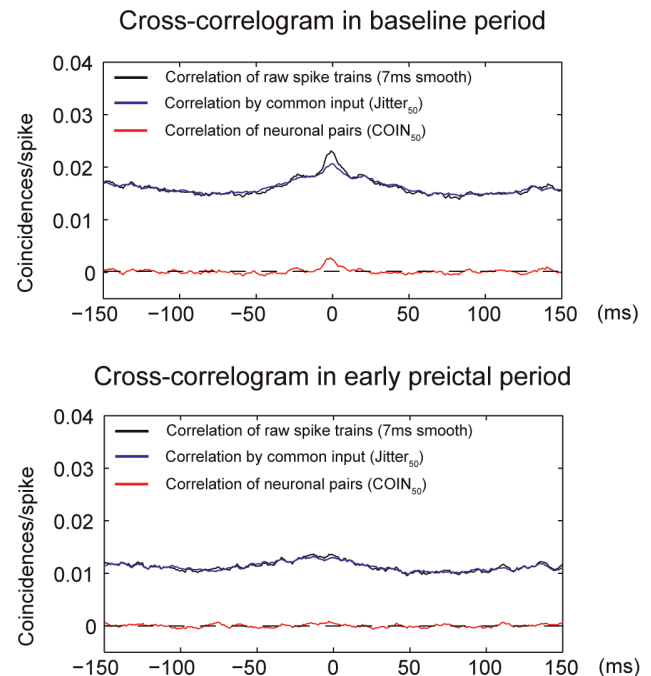 Cross-correlogram in baseline period
0.04
Correlation of raw spike trains (7ms smooth)
Correlation by common input (Jitter₅₀)
0.03
Correlation of neuronal pairs (COIN₅₀)
0.02
0.01
0
Coincidences/spike
−150 −100 −50 0 50 100 150 (ms)
Cross-correlogram in early preictal period
0.04
Correlation of raw spike trains (7ms smooth)
Correlation by common input (Jitter₅₀)
0.03
Correlation of neuronal pairs (COIN₅₀)
0.02
0.01
0
Coincidences/spike
−150 −100 −50 0 50 100 150 (ms)